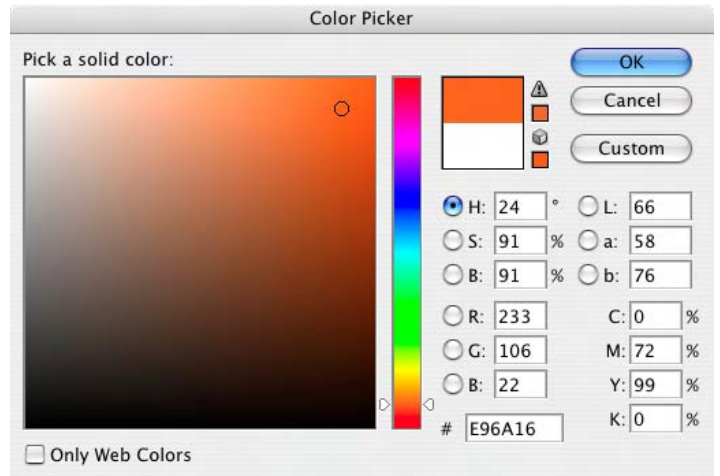 Color Picker
Pick a solid color:
OK
Cancel
Custom
H: 24 °
L: 66
S: 91 %
a: 58
B: 91 %
b: 76
R: 233
C: 0 %
G: 106
M: 72 %
B: 22
Y: 99 %
# E96A16
K: 0 %
Only Web Colors